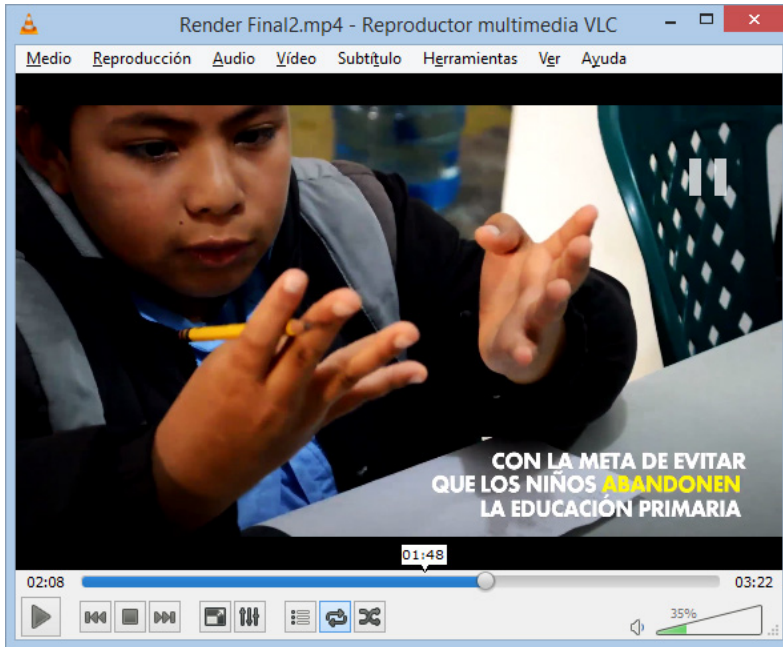 Render Final2.mp4 - Reproductor multimedia VLC
Medio Reproducción Audio Vídeo Subtítulo Herramientas Ver Ayuda
CON LA META DE EVITAR
QUE LOS NIÑOS ABANDONEN
LA EDUCACIÓN PRIMARIA
01:48
02:08 03:22
35%